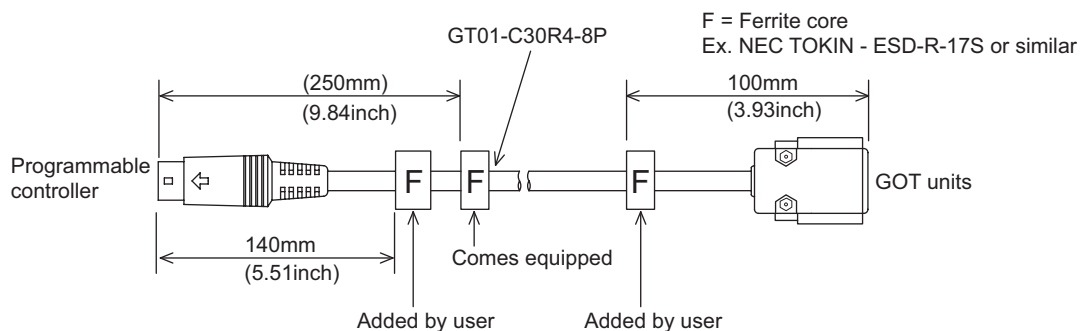 F = Ferrite core
Ex. NEC TOKIN - ESD-R-17S or similar
GT01-C30R4-8P
(250mm)
(9.84inch)
100mm
(3.93inch)
Programmable
controller
F
F
F
GOT units
140mm
(5.51inch)
Comes equipped
Added by user
Added by user